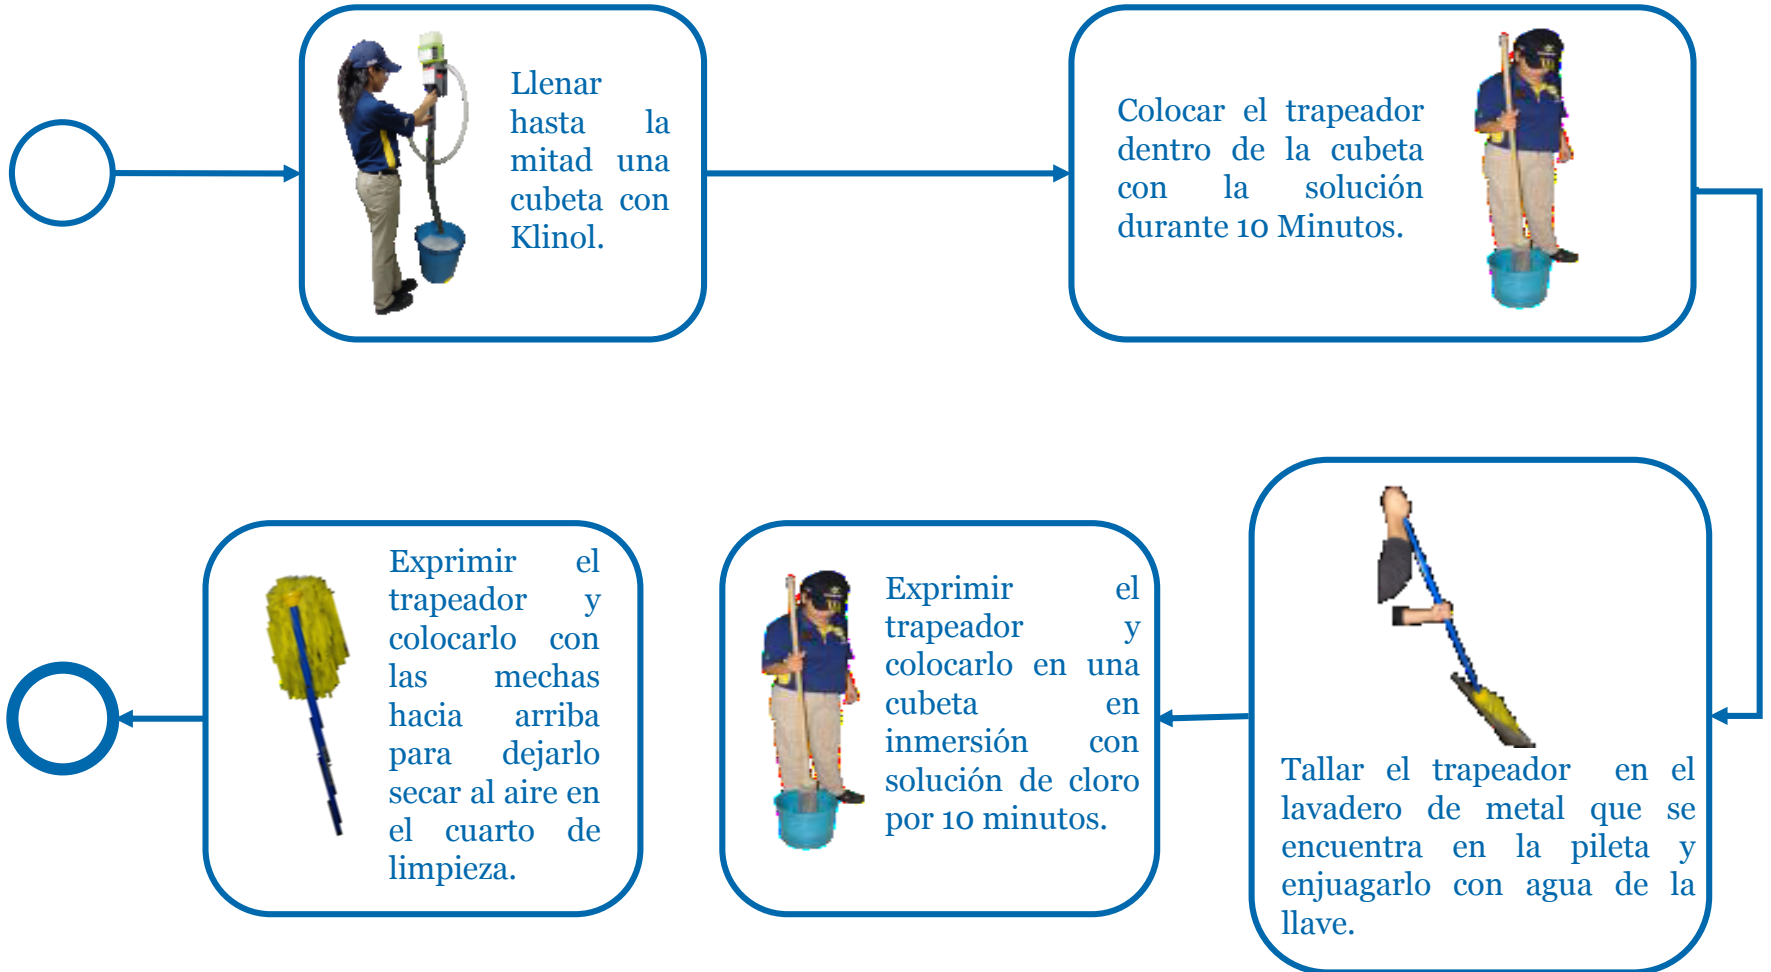 Llenar
hasta la
mitad una
cubeta con
Klinol.
Colocar el trapeador
dentro de la cubeta
con la solución
durante 10 Minutos.
Tallar el trapeador en el
lavadero de metal que se
encuentra en la pileta y
enjuagarlo con agua de la
llave.
Exprimir el
trapeador y
colocarlo en una
cubeta en
inmersión con
solución de cloro
por 10 minutos.
Exprimir el
trapeador y
colocarlo con
las mechas
hacia arriba
para dejarlo
secar al aire en
el cuarto de
limpieza.